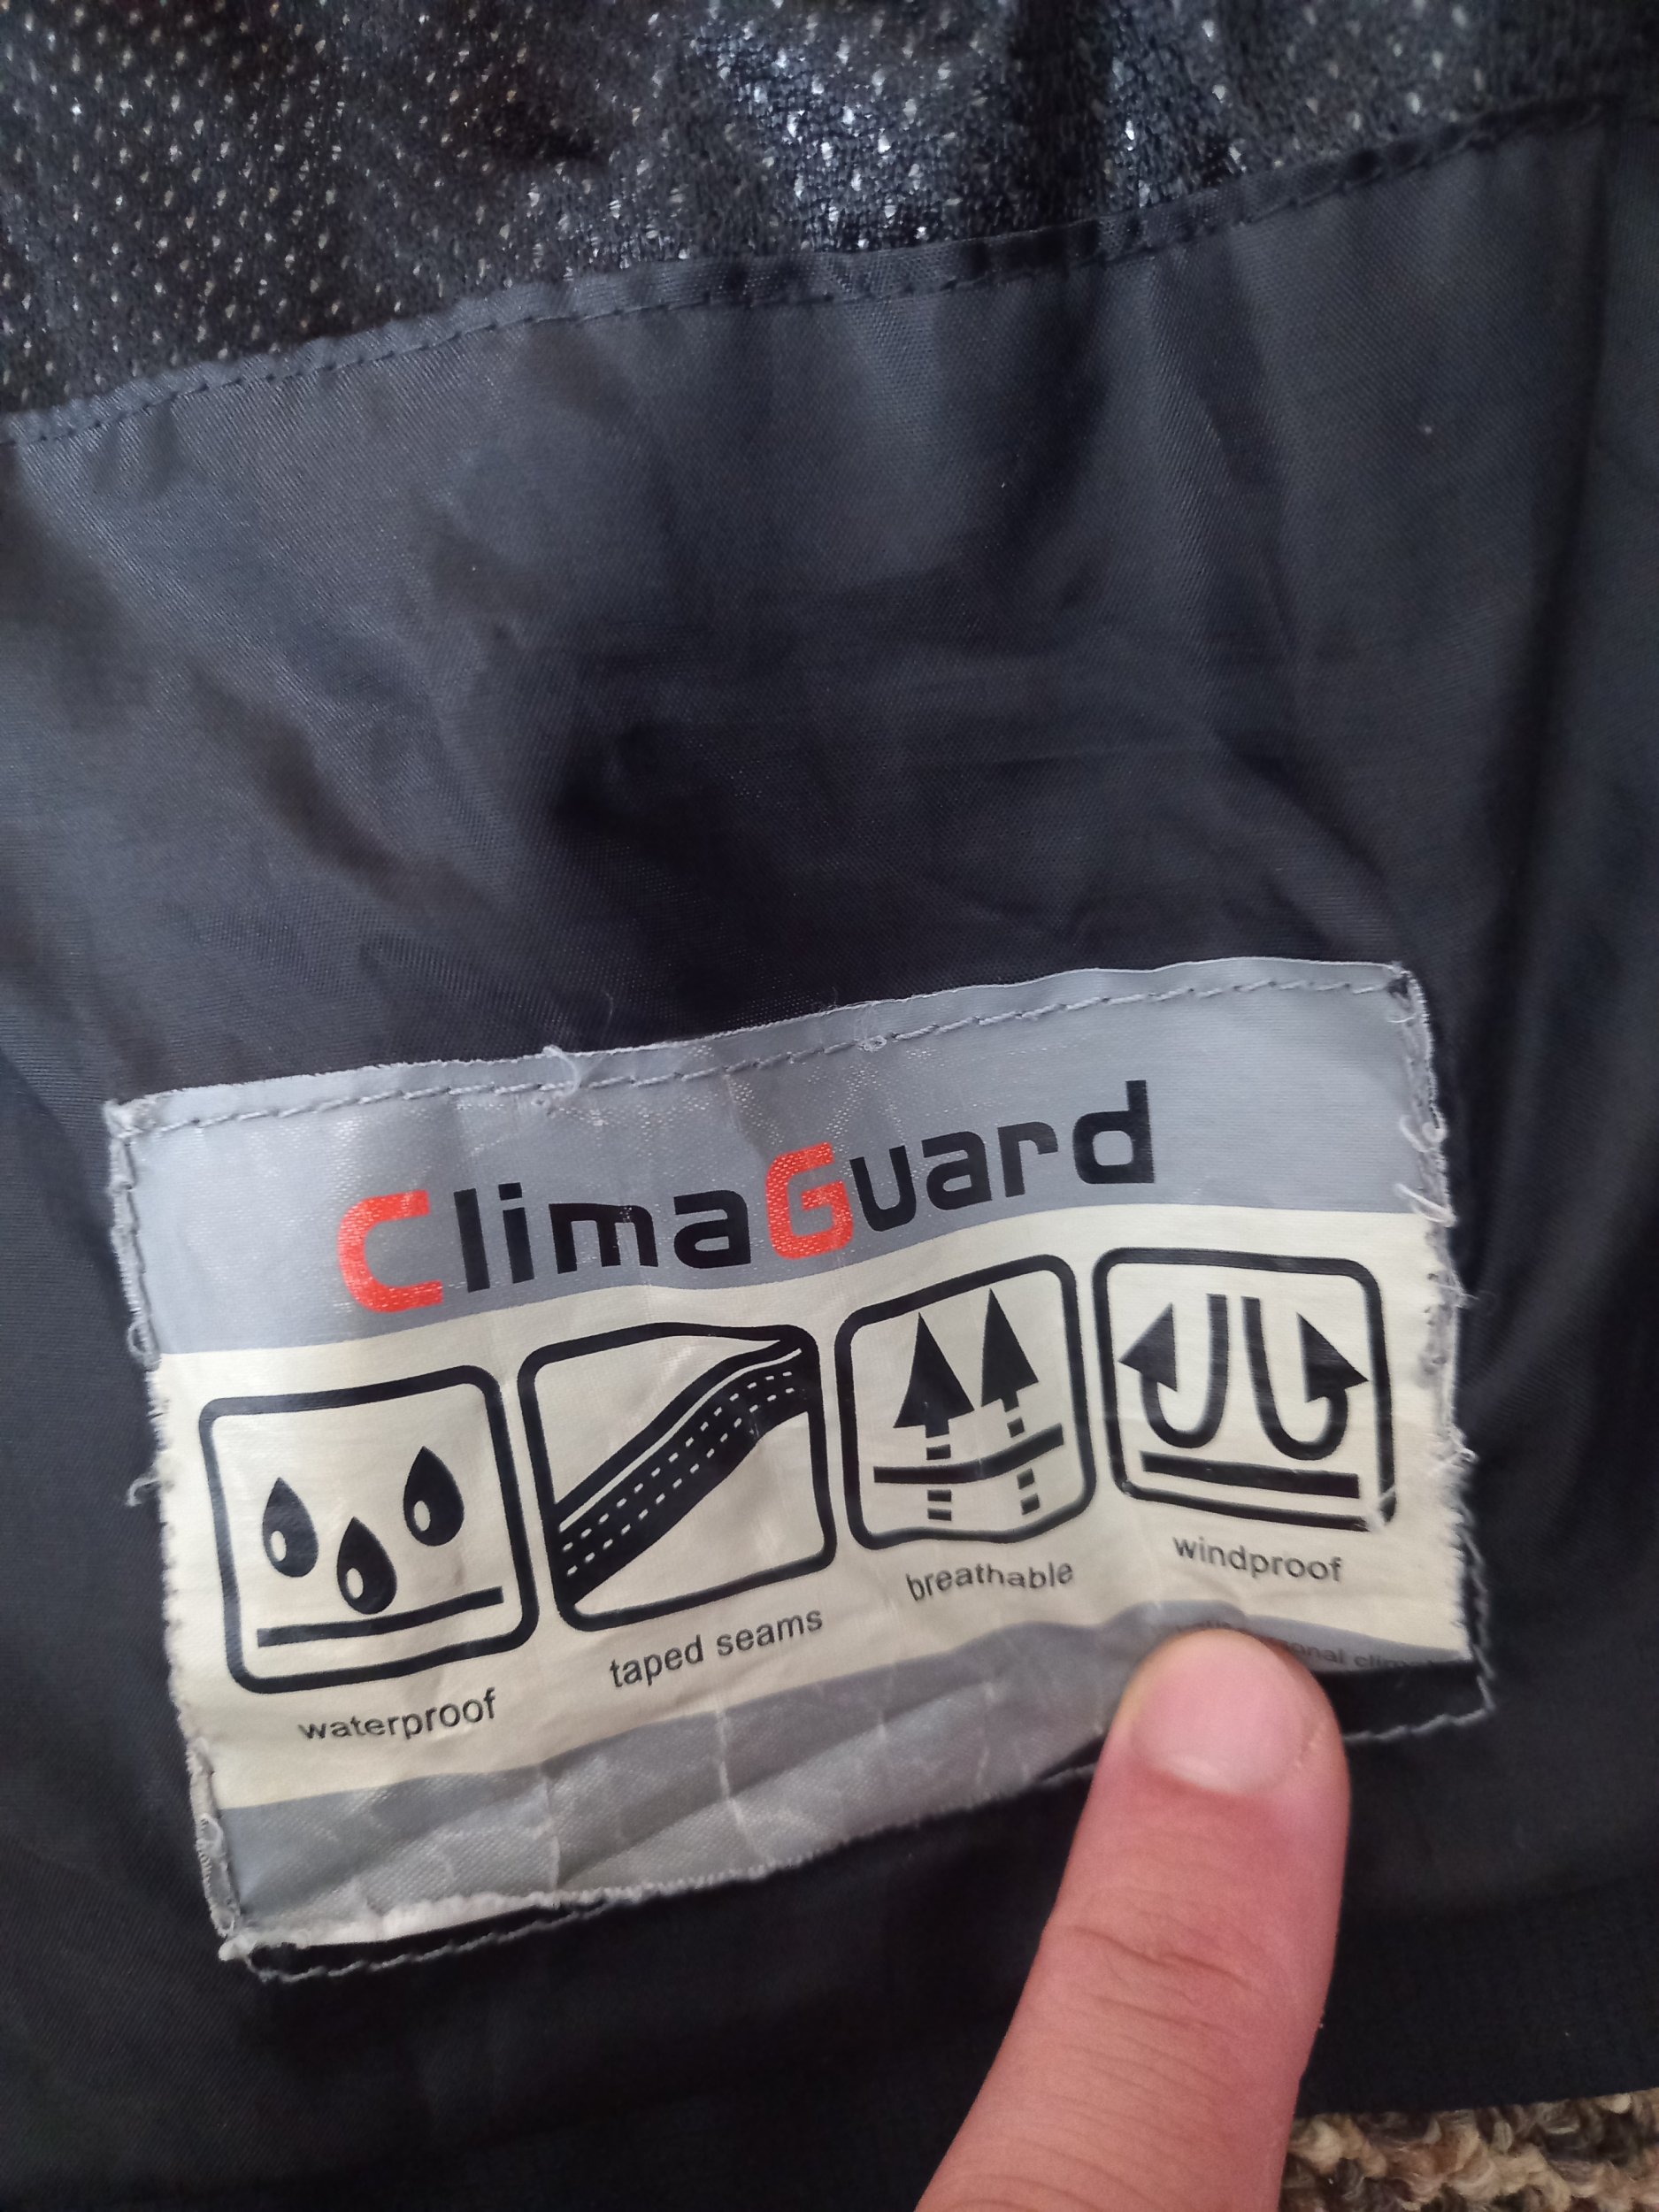 ClimaGuard
waterproof
taped seams
breathable
windproof